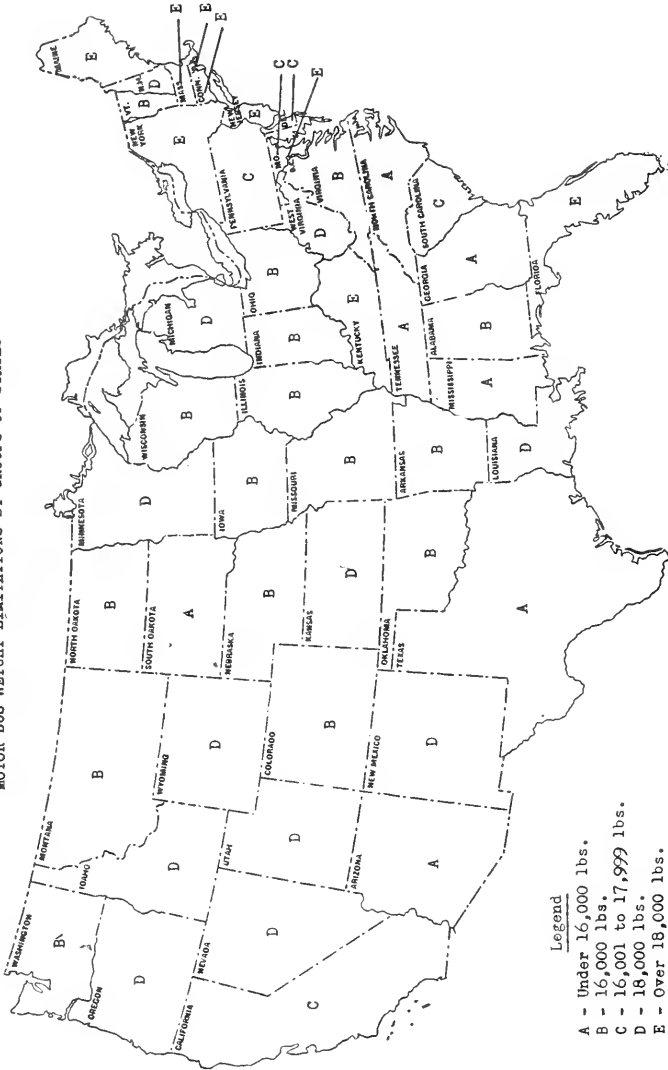 MOTOR BUS WEIGHT LIMITATIONS BY GROUPS OF STATES
WASHINGTON
B
MONTANA
B
NORTH DAKOTA
B
MINNESOTA
D
WISCONSIN
B
MICHIGAN
D
NEW YORK
E
VT.
B
N.H.
D
MAINE
E
MASS.
E
CONN.
R.I.
E
E
OREGON
D
IDAHO
D
WYOMING
D
SOUTH DAKOTA
A
IOWA
B
ILLINOIS
B
INDIANA
B
OHIO
B
PENNSYLVANIA
C
NEW JERSEY
E
MD.
C
DEL.
C
D.C.
E
CALIFORNIA
C
NEVADA
D
UTAH
D
COLORADO
B
NEBRASKA
B
KANSAS
D
MISSOURI
B
KENTUCKY
E
WEST VIRGINIA
D
VIRGINIA
B
ARIZONA
A
NEW MEXICO
D
OKLAHOMA
B
TEXAS
A
ARKANSAS
B
LOUISIANA
D
TENNESSEE
A
MISSISSIPPI
A
ALABAMA
B
GEORGIA
A
NORTH CAROLINA
A
SOUTH CAROLINA
C
FLORIDA
E
Legend
A - Under 16,000 lbs.
B - 16,000 lbs.
C - 16,001 to 17,999 lbs.
D - 18,000 lbs.
E - Over 18,000 lbs.